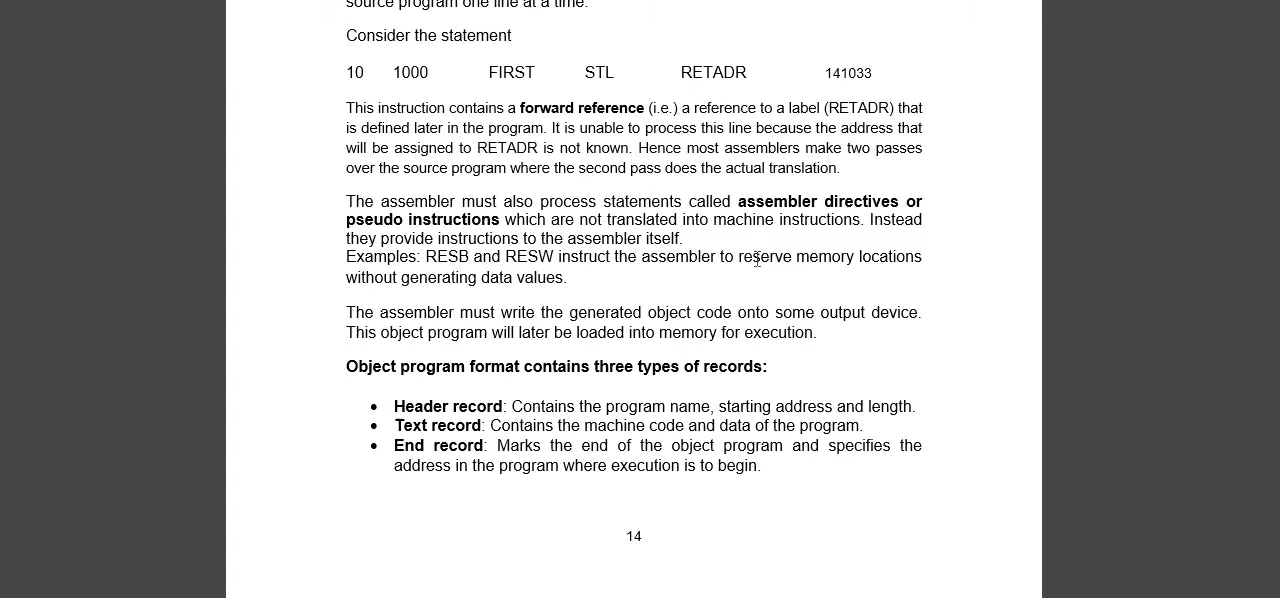 source program one line at a time.
Consider the statement
10 1000 FIRST STL RETADR 141033
This instruction contains a forward reference (i.e.) a reference to a label (RETADR) that
is defined later in the program. It is unable to process this line because the address that
will be assigned to RETADR is not known. Hence most assemblers make two passes
over the source program where the second pass does the actual translation.
The assembler must also process statements called assembler directives or
pseudo instructions which are not translated into machine instructions. Instead
they provide instructions to the assembler itself.
Examples: RESB and RESW instruct the assembler to reserve memory locations
without generating data values.
The assembler must write the generated object code onto some output device.
This object program will later be loaded into memory for execution.
Object program format contains three types of records:
• Header record: Contains the program name, starting address and length.
• Text record: Contains the machine code and data of the program.
• End record: Marks the end of the object program and specifies the
address in the program where execution is to begin.
14